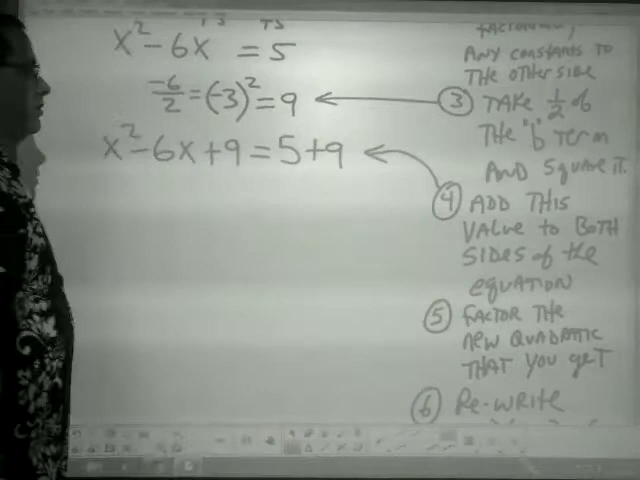 x² - 6x = 5
-6/2 = (-3)² = 9
x² - 6x + 9 = 5 + 9
ANY CONSTANTS TO
THE OTHER SIDE
③ TAKE 1/2 of
THE "b" TERM
AND SQUARE IT.
④ ADD THIS
VALUE TO BOTH
SIDES of the
equation
⑤ FACTOR THE
NEW QUADRATIC
THAT YOU geT
⑥ Re-WRITE